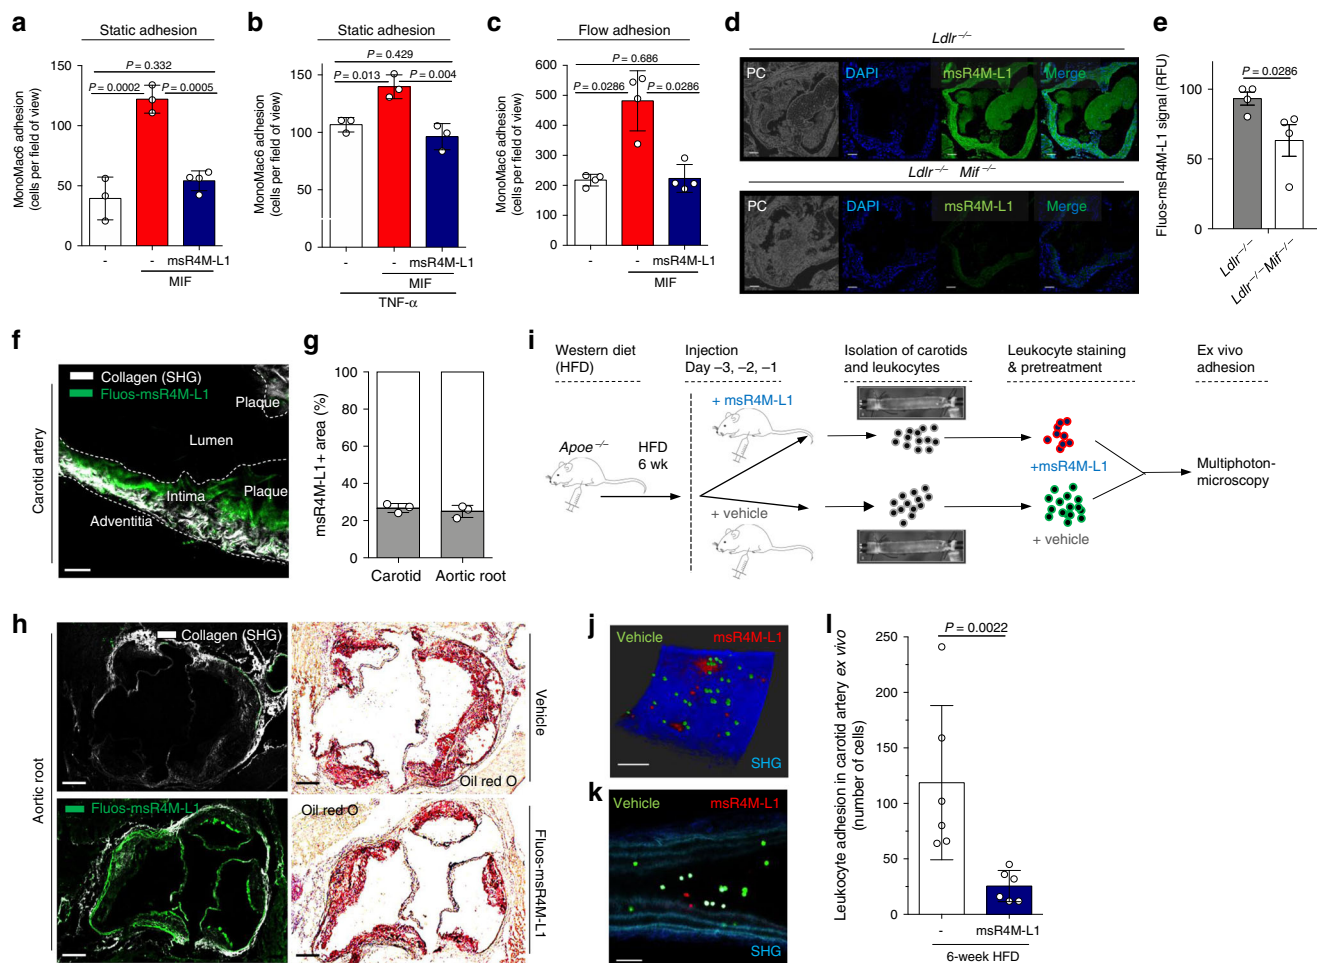 a
Static adhesion
P = 0.332
P = 0.0002
P = 0.0005
MonoMac6 adhesion
(cells per field of view)
150
100
50
0
-
-
msR4M-L1
MIF
b
Static adhesion
P = 0.429
P = 0.013
P = 0.004
MonoMac6 adhesion
(cells per field of view)
150
100
50
0
-
-
msR4M-L1
MIF
TNF-α
c
Flow adhesion
P = 0.686
P = 0.0286
P = 0.0286
MonoMac6 adhesion
(cells per field of view)
600
500
400
300
200
100
0
-
-
msR4M-L1
MIF
d
Ldlr–/–
PC
DAPI
msR4M-L1
Merge
Ldlr–/– Mif–/–
PC
DAPI
msR4M-L1
Merge
e
P = 0.0286
Fluos-msR4M-L1 signal (RFU)
150
100
50
0
Ldlr–/–
Ldlr–/–Mif–/–
f
Carotid artery
Collagen (SHG)
Fluos-msR4M-L1
Plaque
Lumen
Intima
Plaque
Adventitia
g
msR4M-L1+ area (%)
100
80
60
40
20
0
Carotid
Aortic root
i
Western diet
(HFD)
Injection
Day –3, –2, –1
Isolation of carotids
and leukocytes
Leukocyte staining
& pretreatment
Ex vivo
adhesion
+ msR4M-L1
Apoe–/–
HFD
6 wk
+ vehicle
+msR4M-L1
+ vehicle
Multiphoton-
microscopy
h
Aortic root
Collagen (SHG)
Oil red O
Vehicle
Fluos-msR4M-L1
Oil red O
Fluos-msR4M-L1
j
Vehicle
msR4M-L1
SHG
k
Vehicle
msR4M-L1
SHG
l
P = 0.0022
Leukocyte adhesion in carotid artery ex vivo
(number of cells)
250
200
150
100
50
0
-
msR4M-L1
6-week HFD